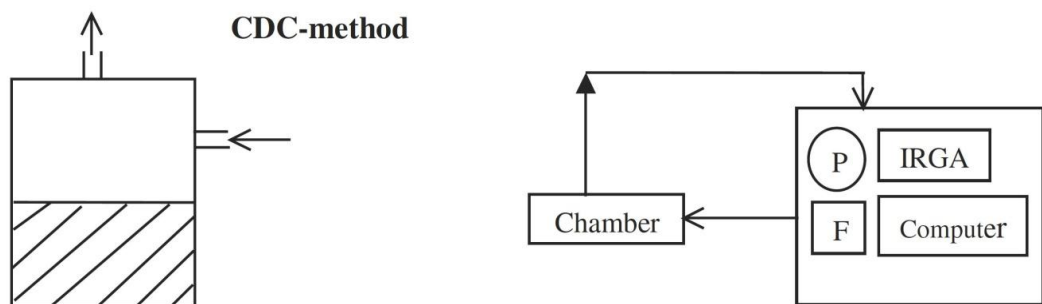 CDC-method
P
IRGA
Chamber
F
Computer